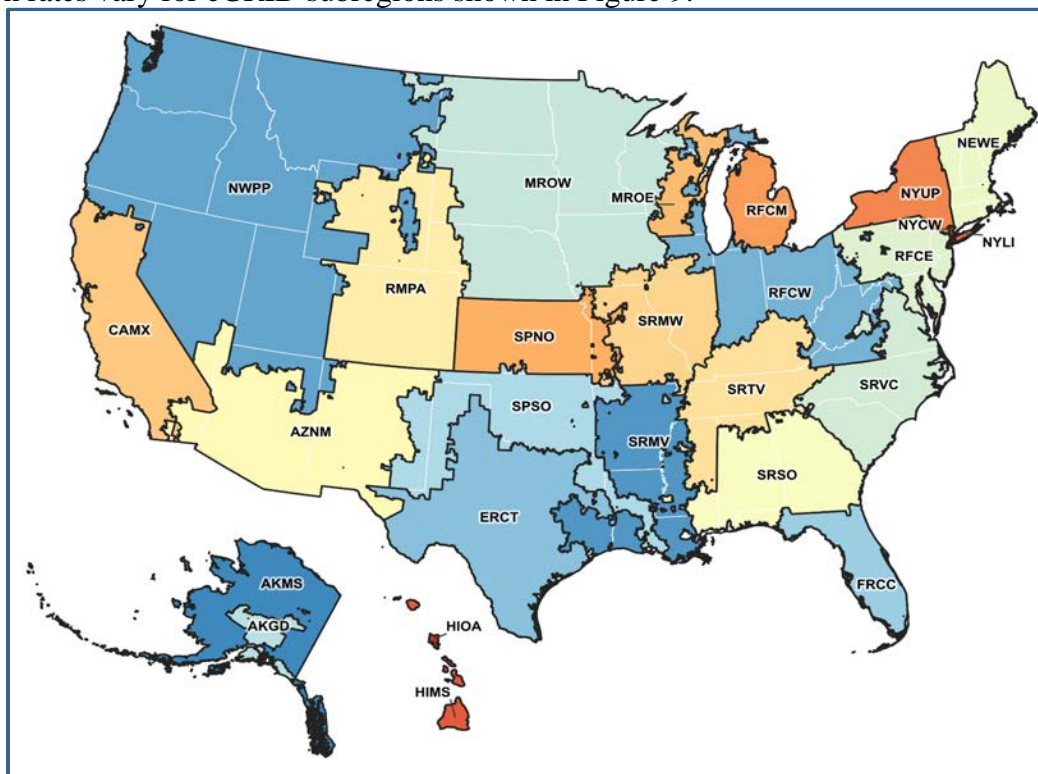 rates vary for eGRID subregions shown in Figure 9.
NEWE
MROW
NWPP
MROE
NYUP
RFCM
NYCW
NYLI
RFCE
RMPA
RFCW
SRMW
CAMX
SPNO
SRVC
SRTV
SPSO
AZNM
SRMV
SRSO
ERCT
FRCC
AKMS
AKGD
HIOA
HIMS